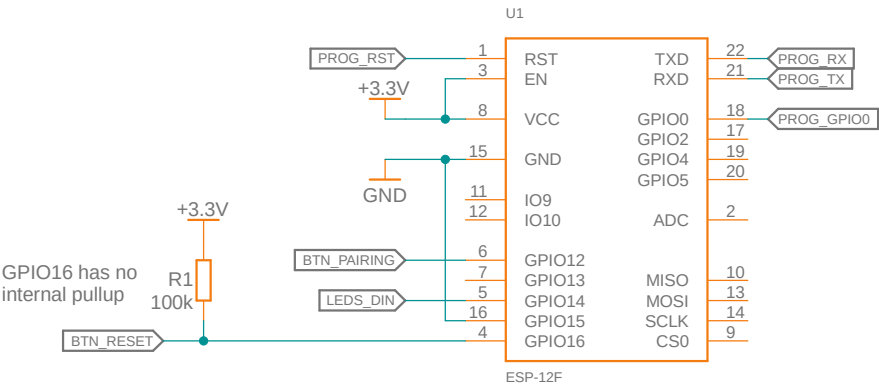 U1
PROG_RST 1 RST TXD 22 PROG_RX
3 EN RXD 21 PROG_TX
+3.3V
8 VCC GPIO0 18 PROG_GPIO0
GPIO2 17
15 GND GPIO4 19
GPIO5 20
GND
11 IO9
12 IO10 ADC 2
+3.3V
BTN_PAIRING 6 GPIO12
GPIO16 has no
internal pullup
R1
100k
7 GPIO13 MISO 10
LEDS_DIN 5 GPIO14 MOSI 13
16 GPIO15 SCLK 14
BTN_RESET 4 GPIO16 CS0 9
ESP-12F